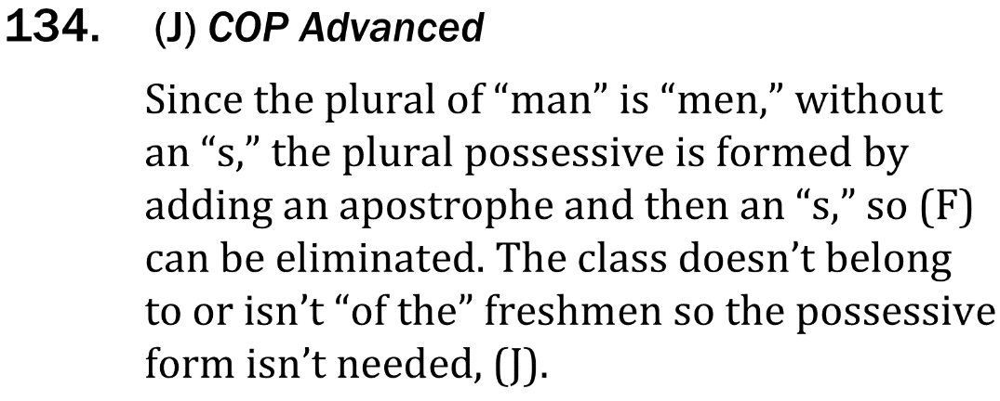 134. (J) COP Advanced
Since the plural of “man” is “men,” without
an “s,” the plural possessive is formed by
adding an apostrophe and then an “s,” so (F)
can be eliminated. The class doesn’t belong
to or isn’t “of the” freshmen so the possessive
form isn’t needed, (J).